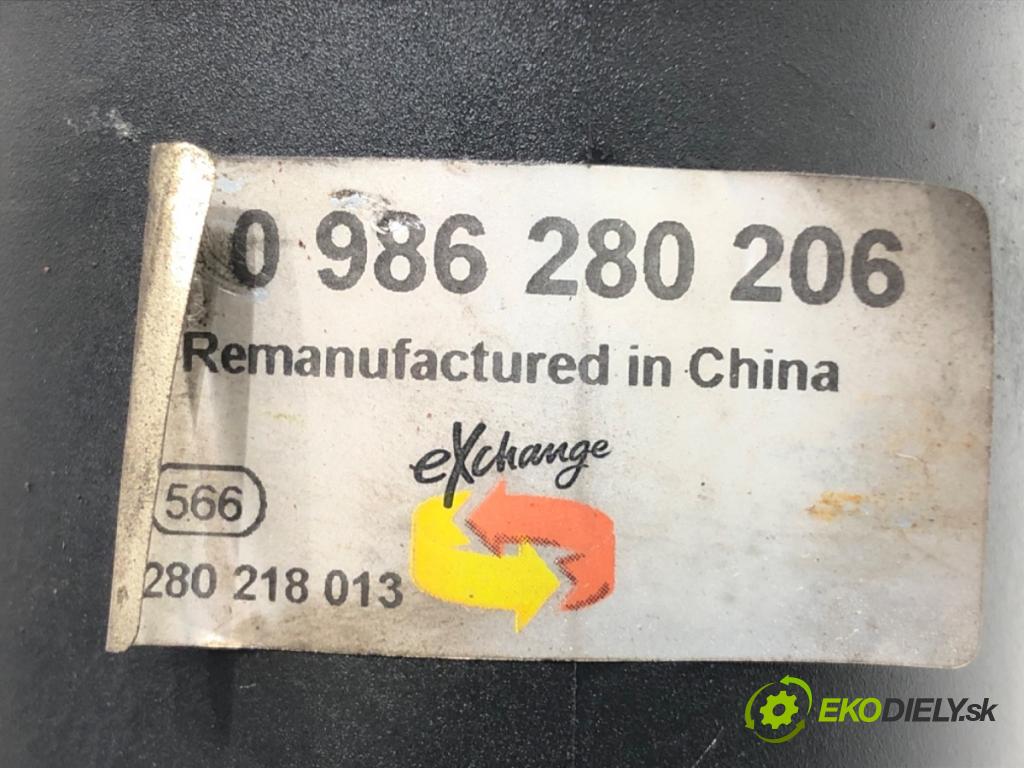 0 986 280 206
Remanufactured in China
eXchange
566
280 218 013
EKODIELY.sk